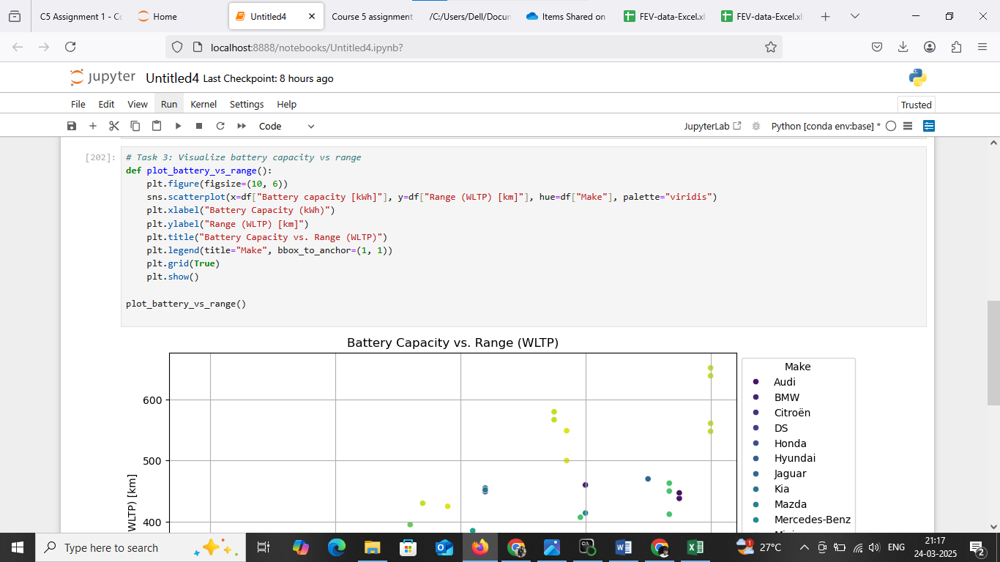 C5 Assignment 1 - Co
Home
Untitled4
Course 5 assignment
/C:/Users/Dell/Docun
Items Shared on
FEV-data-Excel.xl
FEV-data-Excel.xl
localhost:8888/notebooks/Untitled4.ipynb?
jupyter Untitled4 Last Checkpoint: 8 hours ago
File Edit View Run Kernel Settings Help
Trusted
Code
JupyterLab
Python [conda env:base] *
[202]:
# Task 3: Visualize battery capacity vs range
def plot_battery_vs_range():
    plt.figure(figsize=(10, 6))
    sns.scatterplot(x=df["Battery capacity [kWh]"], y=df["Range (WLTP) [km]"], hue=df["Make"], palette="viridis")
    plt.xlabel("Battery Capacity (kWh)")
    plt.ylabel("Range (WLTP) [km]")
    plt.title("Battery Capacity vs. Range (WLTP)")
    plt.legend(title="Make", bbox_to_anchor=(1, 1))
    plt.grid(True)
    plt.show()
plot_battery_vs_range()
Battery Capacity vs. Range (WLTP)
600
500
400
WLTP) [km]
Make
Audi
BMW
Citroën
DS
Honda
Hyundai
Jaguar
Kia
Mazda
Mercedes-Benz
Type here to search
1
27°C
ENG
21:17
24-03-2025
2